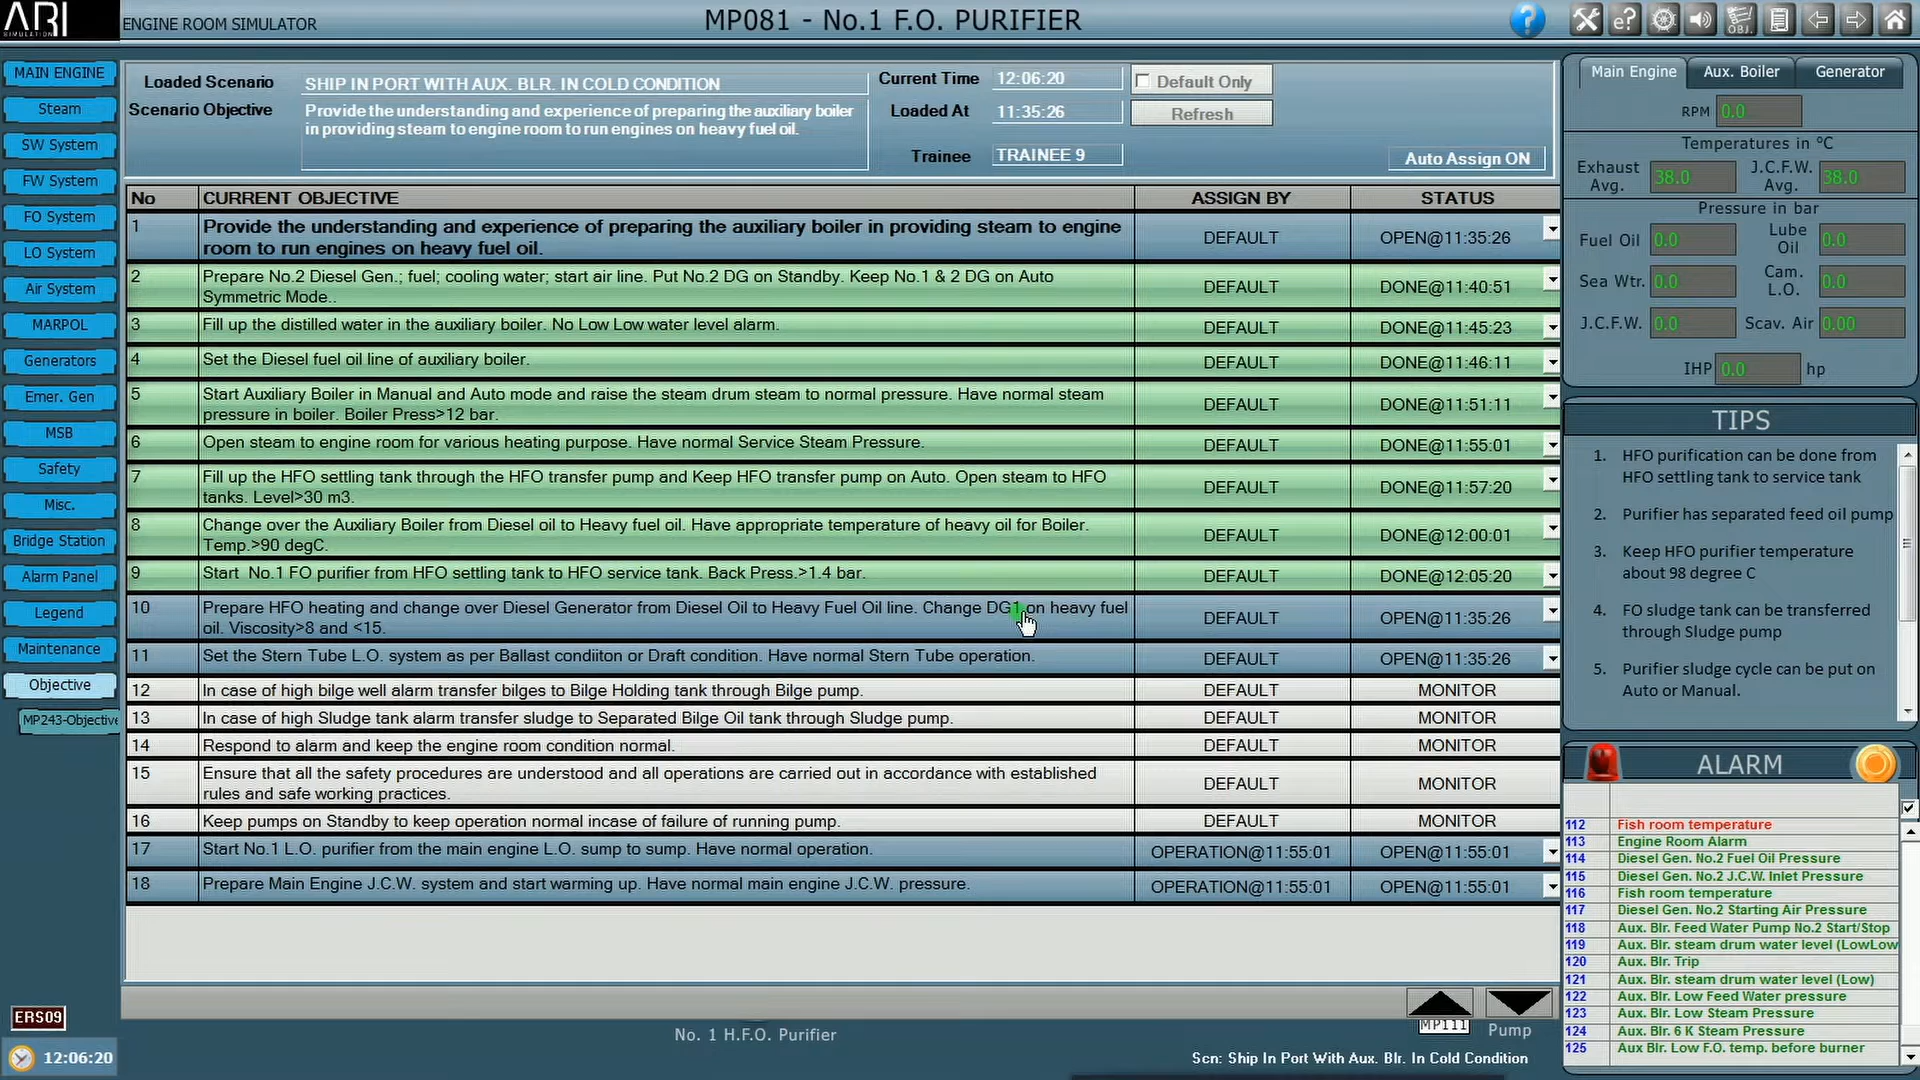 ARI
SIMULATION
ENGINE ROOM SIMULATOR
MP081 - No.1 F.O. PURIFIER
?
e?
OBJ.
MAIN ENGINE
Steam
SW System
FW System
FO System
LO System
Air System
MARPOL
Generators
Emer. Gen
MSB
Safety
Misc.
Bridge Station
Alarm Panel
Legend
Maintenance
Objective
MP243-Objective
ERS09
12:06:20
Loaded Scenario
SHIP IN PORT WITH AUX. BLR. IN COLD CONDITION
Scenario Objective
Provide the understanding and experience of preparing the auxiliary boiler
in providing steam to engine room to run engines on heavy fuel oil.
Current Time 12:06:20
Default Only
Loaded At 11:35:26
Refresh
Trainee TRAINEE 9
Auto Assign ON
No CURRENT OBJECTIVE ASSIGN BY STATUS
1 Provide the understanding and experience of preparing the auxiliary boiler in providing steam to engine
room to run engines on heavy fuel oil. DEFAULT OPEN@11:35:26
2 Prepare No.2 Diesel Gen.; fuel; cooling water; start air line. Put No.2 DG on Standby. Keep No.1 & 2 DG on Auto
Symmetric Mode.. DEFAULT DONE@11:40:51
3 Fill up the distilled water in the auxiliary boiler. No Low Low water level alarm. DEFAULT DONE@11:45:23
4 Set the Diesel fuel oil line of auxiliary boiler. DEFAULT DONE@11:46:11
5 Start Auxiliary Boiler in Manual and Auto mode and raise the steam drum steam to normal pressure. Have normal steam
pressure in boiler. Boiler Press>12 bar. DEFAULT DONE@11:51:11
6 Open steam to engine room for various heating purpose. Have normal Service Steam Pressure. DEFAULT DONE@11:55:01
7 Fill up the HFO settling tank through the HFO transfer pump and Keep HFO transfer pump on Auto. Open steam to HFO
tanks. Level>30 m3. DEFAULT DONE@11:57:20
8 Change over the Auxiliary Boiler from Diesel oil to Heavy fuel oil. Have appropriate temperature of heavy oil for Boiler.
Temp.>90 degC. DEFAULT DONE@12:00:01
9 Start No.1 FO purifier from HFO settling tank to HFO service tank. Back Press.>1.4 bar. DEFAULT DONE@12:05:20
10 Prepare HFO heating and change over Diesel Generator from Diesel Oil to Heavy Fuel Oil line. Change DG1 on heavy fuel
oil. Viscosity>8 and <15. DEFAULT OPEN@11:35:26
11 Set the Stern Tube L.O. system as per Ballast condiiton or Draft condition. Have normal Stern Tube operation. DEFAULT OPEN@11:35:26
12 In case of high bilge well alarm transfer bilges to Bilge Holding tank through Bilge pump. DEFAULT MONITOR
13 In case of high Sludge tank alarm transfer sludge to Separated Bilge Oil tank through Sludge pump. DEFAULT MONITOR
14 Respond to alarm and keep the engine room condition normal. DEFAULT MONITOR
15 Ensure that all the safety procedures are understood and all operations are carried out in accordance with established
rules and safe working practices. DEFAULT MONITOR
16 Keep pumps on Standby to keep operation normal incase of failure of running pump. DEFAULT MONITOR
17 Start No.1 L.O. purifier from the main engine L.O. sump to sump. Have normal operation. OPERATION@11:55:01 OPEN@11:55:01
18 Prepare Main Engine J.C.W. system and start warming up. Have normal main engine J.C.W. pressure. OPERATION@11:55:01 OPEN@11:55:01
MP111
Pump
No. 1 H.F.O. Purifier
Scn: Ship In Port With Aux. Blr. In Cold Condition
Main Engine Aux. Boiler Generator
RPM 0.0
Temperatures in °C
Exhaust Avg. 38.0 J.C.F.W. Avg. 38.0
Pressure in bar
Fuel Oil 0.0 Lube Oil 0.0
Sea Wtr. 0.0 Cam. L.O. 0.0
J.C.F.W. 0.0 Scav. Air 0.00
IHP 0.0 hp
TIPS
1. HFO purification can be done from
HFO settling tank to service tank
2. Purifier has separated feed oil pump
3. Keep HFO purifier temperature
about 98 degree C
4. FO sludge tank can be transferred
through Sludge pump
5. Purifier sludge cycle can be put on
Auto or Manual.
ALARM
112 Fish room temperature
113 Engine Room Alarm
114 Diesel Gen. No.2 Fuel Oil Pressure
115 Diesel Gen. No.2 J.C.W. Inlet Pressure
116 Fish room temperature
117 Diesel Gen. No.2 Starting Air Pressure
118 Aux. Blr. Feed Water Pump No.2 Start/Stop
119 Aux. Blr. steam drum water level (LowLow
120 Aux. Blr. Trip
121 Aux. Blr. steam drum water level (Low)
122 Aux. Blr. Low Feed Water pressure
123 Aux. Blr. Low Steam Pressure
124 Aux. Blr. 6 K Steam Pressure
125 Aux Blr. Low F.O. temp. before burner